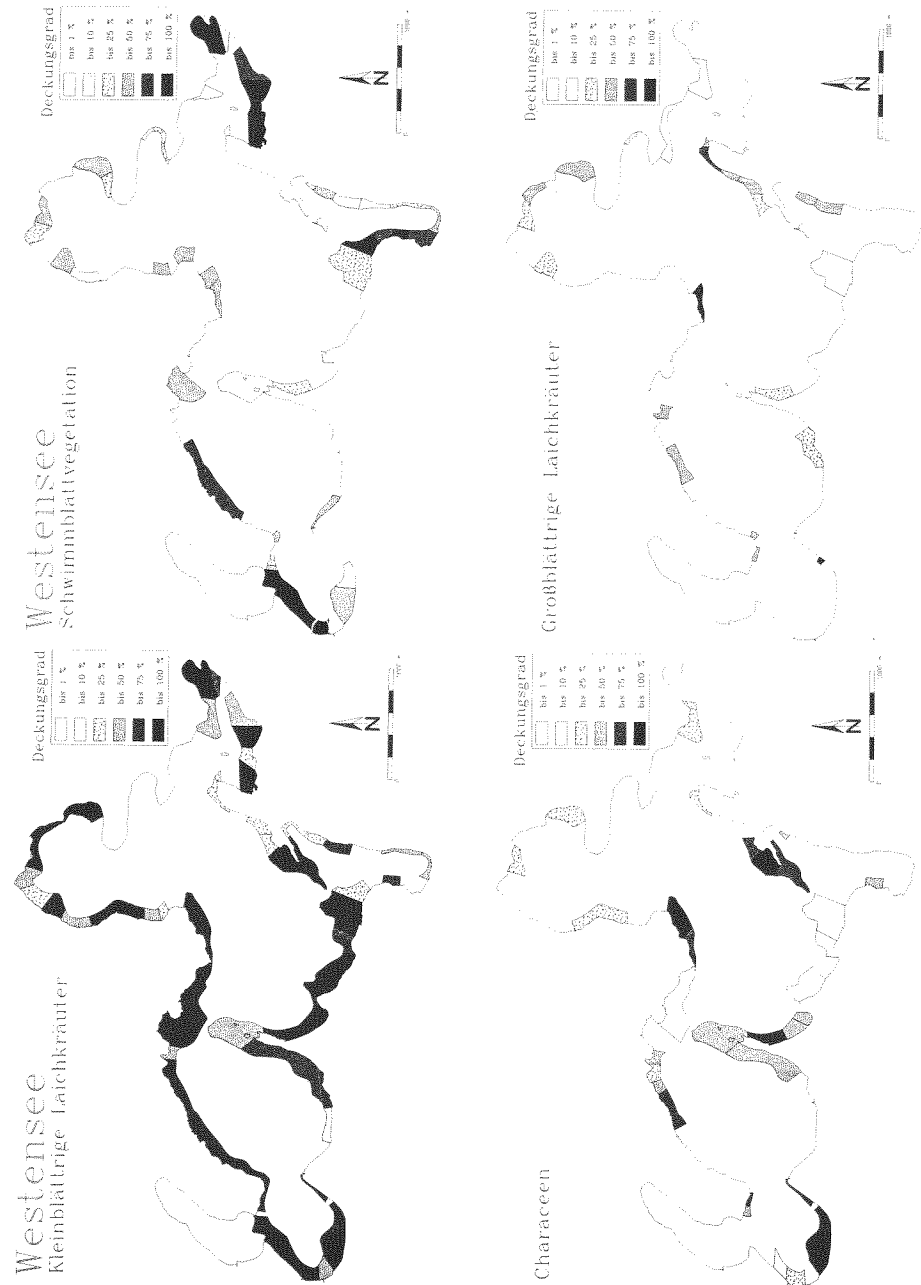 Westensee
Kleinblättrige Laichkräuter
Deckungsgrad
bis 1 %
bis 10 %
bis 25 %
bis 50 %
bis 75 %
bis 100 %
N
Westensee
Schwimmblattvegetation
Deckungsgrad
bis 1 %
bis 10 %
bis 25 %
bis 50 %
bis 75 %
bis 100 %
N
Characeen
Deckungsgrad
bis 1 %
bis 10 %
bis 25 %
bis 50 %
bis 75 %
bis 100 %
N
Großblättrige Laichkräuter
Deckungsgrad
bis 1 %
bis 10 %
bis 25 %
bis 50 %
bis 75 %
bis 100 %
N
1000 m